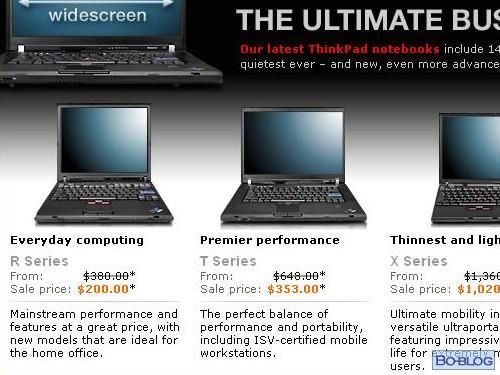 widescreen
THE ULTIMATE BUS
Our latest ThinkPad notebooks include 14
quietest ever – and new, even more advance
Everyday computing
R Series
From: $380.00*
Sale price: $200.00*
Mainstream performance and
features at a great price, with
new models that are ideal for
the home office.
Premier performance
T Series
From: $648.00*
Sale price: $353.00*
The perfect balance of
performance and portability,
including ISV-certified mobile
workstations.
Thinnest and ligh
X Series
From: $1,360
Sale price: $1,020
Ultimate mobility in
versatile ultraporta
featuring impressiv
life for extremely m
users.
BO-BLOG